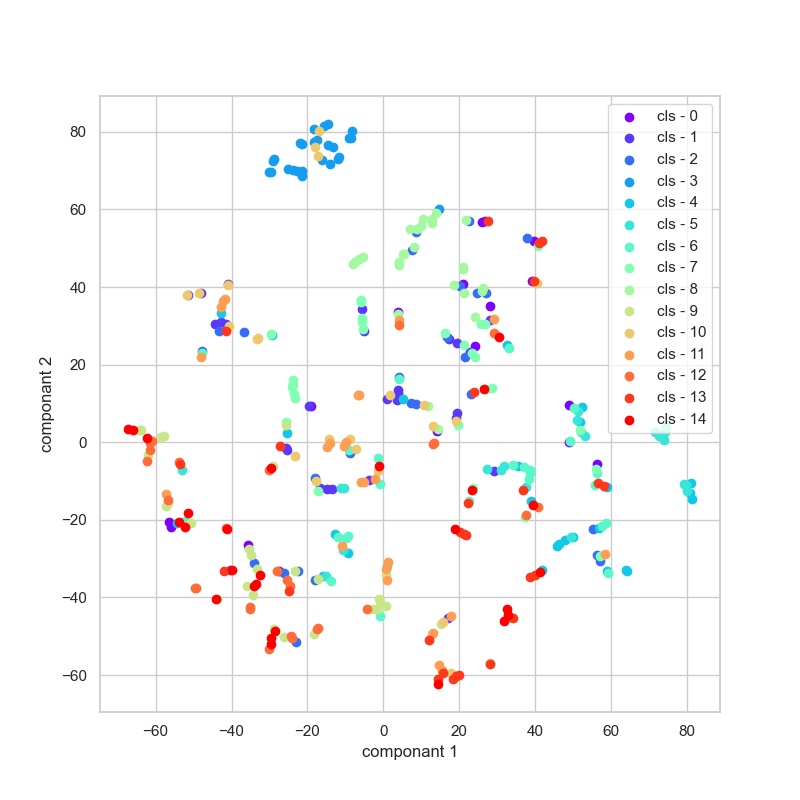 cls - 0
cls - 1
cls - 2
cls - 3
cls - 4
cls - 5
cls - 6
cls - 7
cls - 8
cls - 9
cls - 10
cls - 11
cls - 12
cls - 13
cls - 14
80
60
40
20
0
−20
−40
−60
componant 2
−60 −40 −20 0 20 40 60 80
componant 1